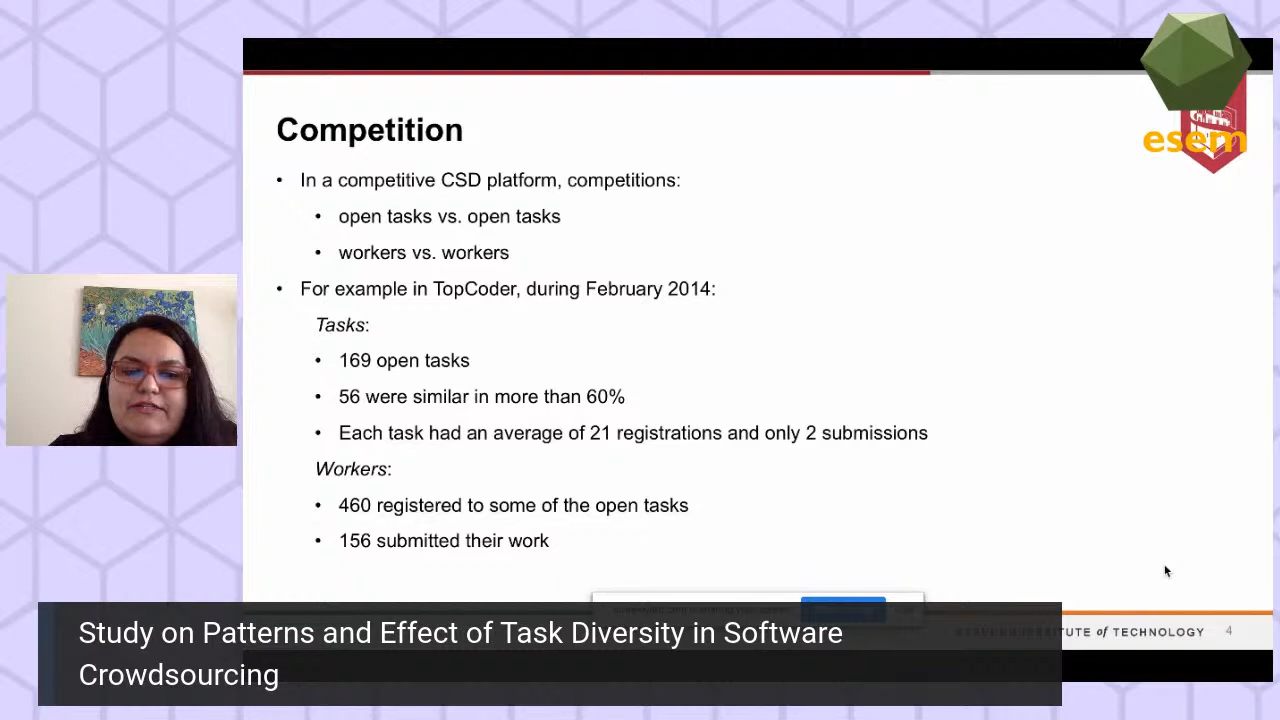 esem
Competition
• In a competitive CSD platform, competitions:
• open tasks vs. open tasks
• workers vs. workers
• For example in TopCoder, during February 2014:
Tasks:
• 169 open tasks
• 56 were similar in more than 60%
• Each task had an average of 21 registrations and only 2 submissions
Workers:
• 460 registered to some of the open tasks
• 156 submitted their work
of TECHNOLOGY 4
Study on Patterns and Effect of Task Diversity in Software
Crowdsourcing